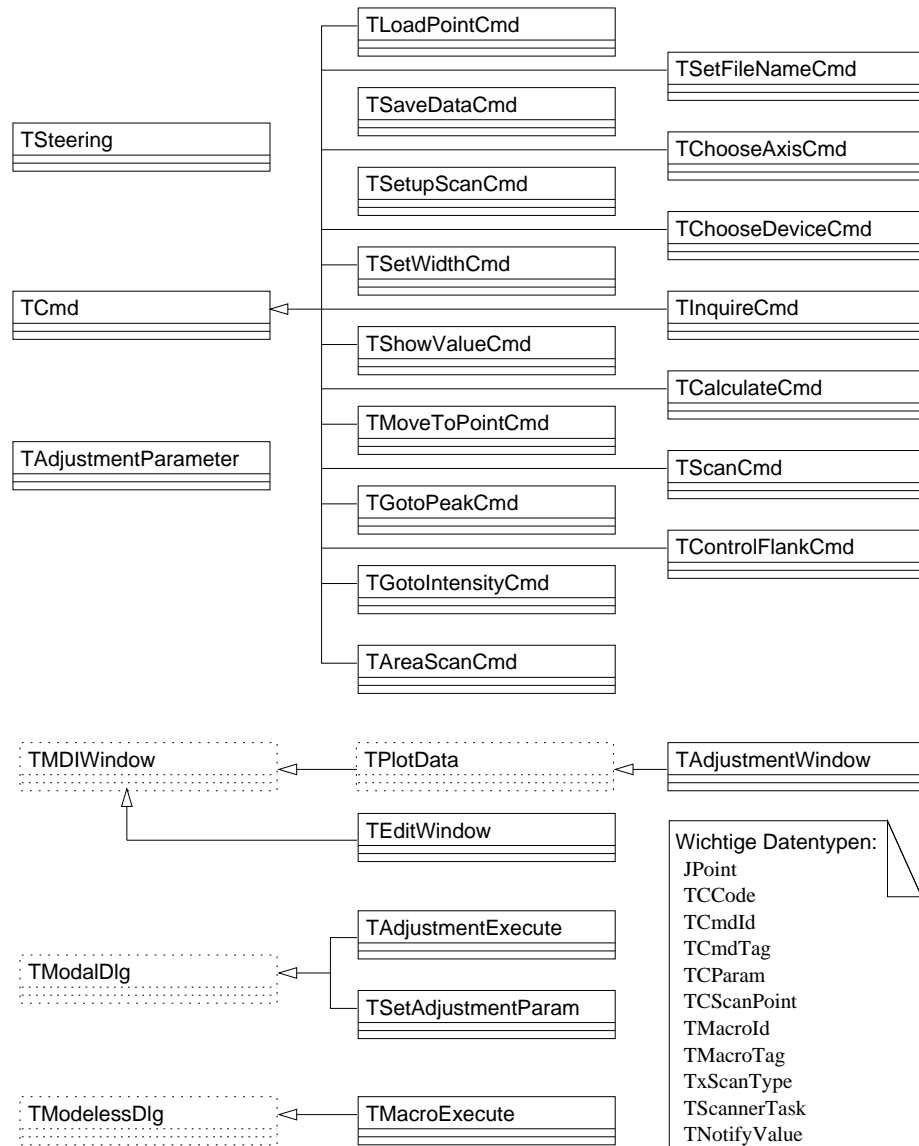 TLoadPointCmd
TSetFileNameCmd
TSaveDataCmd
TSteering
TChooseAxisCmd
TSetupScanCmd
TChooseDeviceCmd
TSetWidthCmd
TCmd
TInquireCmd
TShowValueCmd
TCalculateCmd
TMoveToPointCmd
TAdjustmentParameter
TScanCmd
TGotoPeakCmd
TControlFlankCmd
TGotoIntensityCmd
TAreaScanCmd
TMDIWindow
TPlotData
TAdjustmentWindow
TEditWindow
Wichtige Datentypen:
JPoint
TCCode
TCmdId
TCmdTag
TCParam
TCScanPoint
TMacroId
TMacroTag
TxScanType
TScannerTask
TNotifyValue
TAdjustmentExecute
TModalDlg
TSetAdjustmentParam
TModelessDlg
TMacroExecute